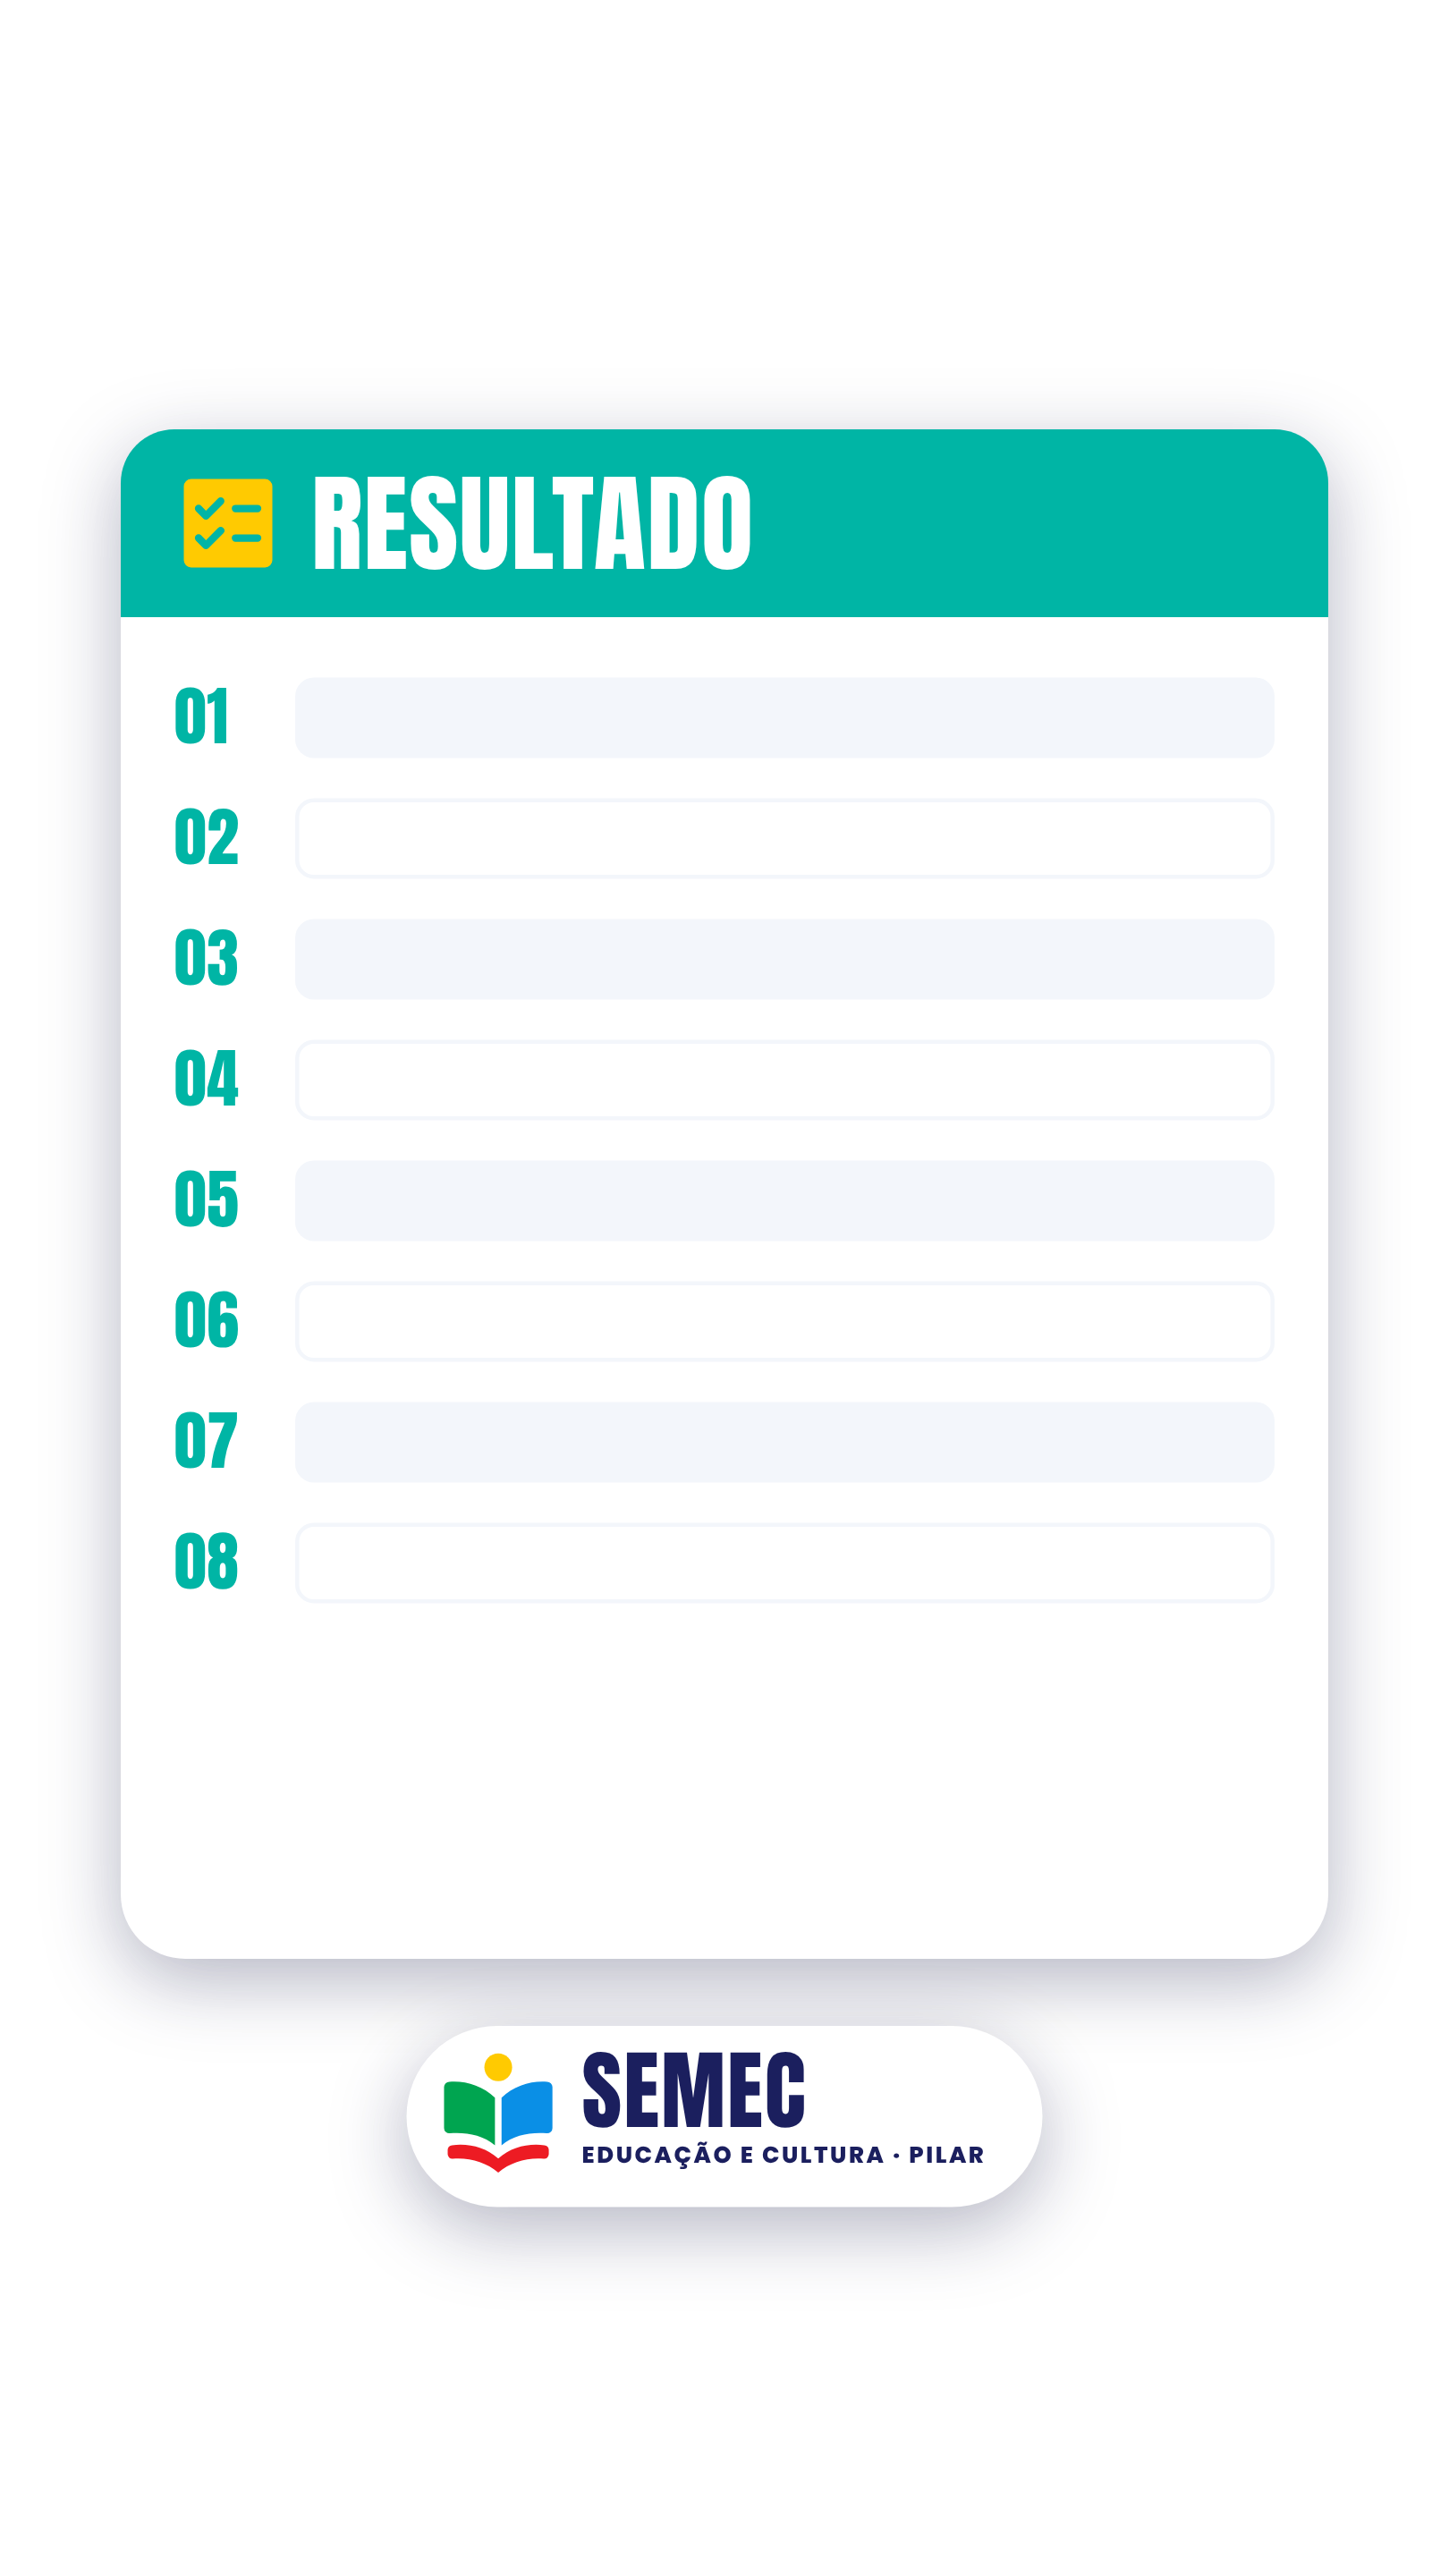 RESULTADO
01
02
03
04
05
06
07
08
SEMEC
EDUCAÇÃO E CULTURA · PILAR